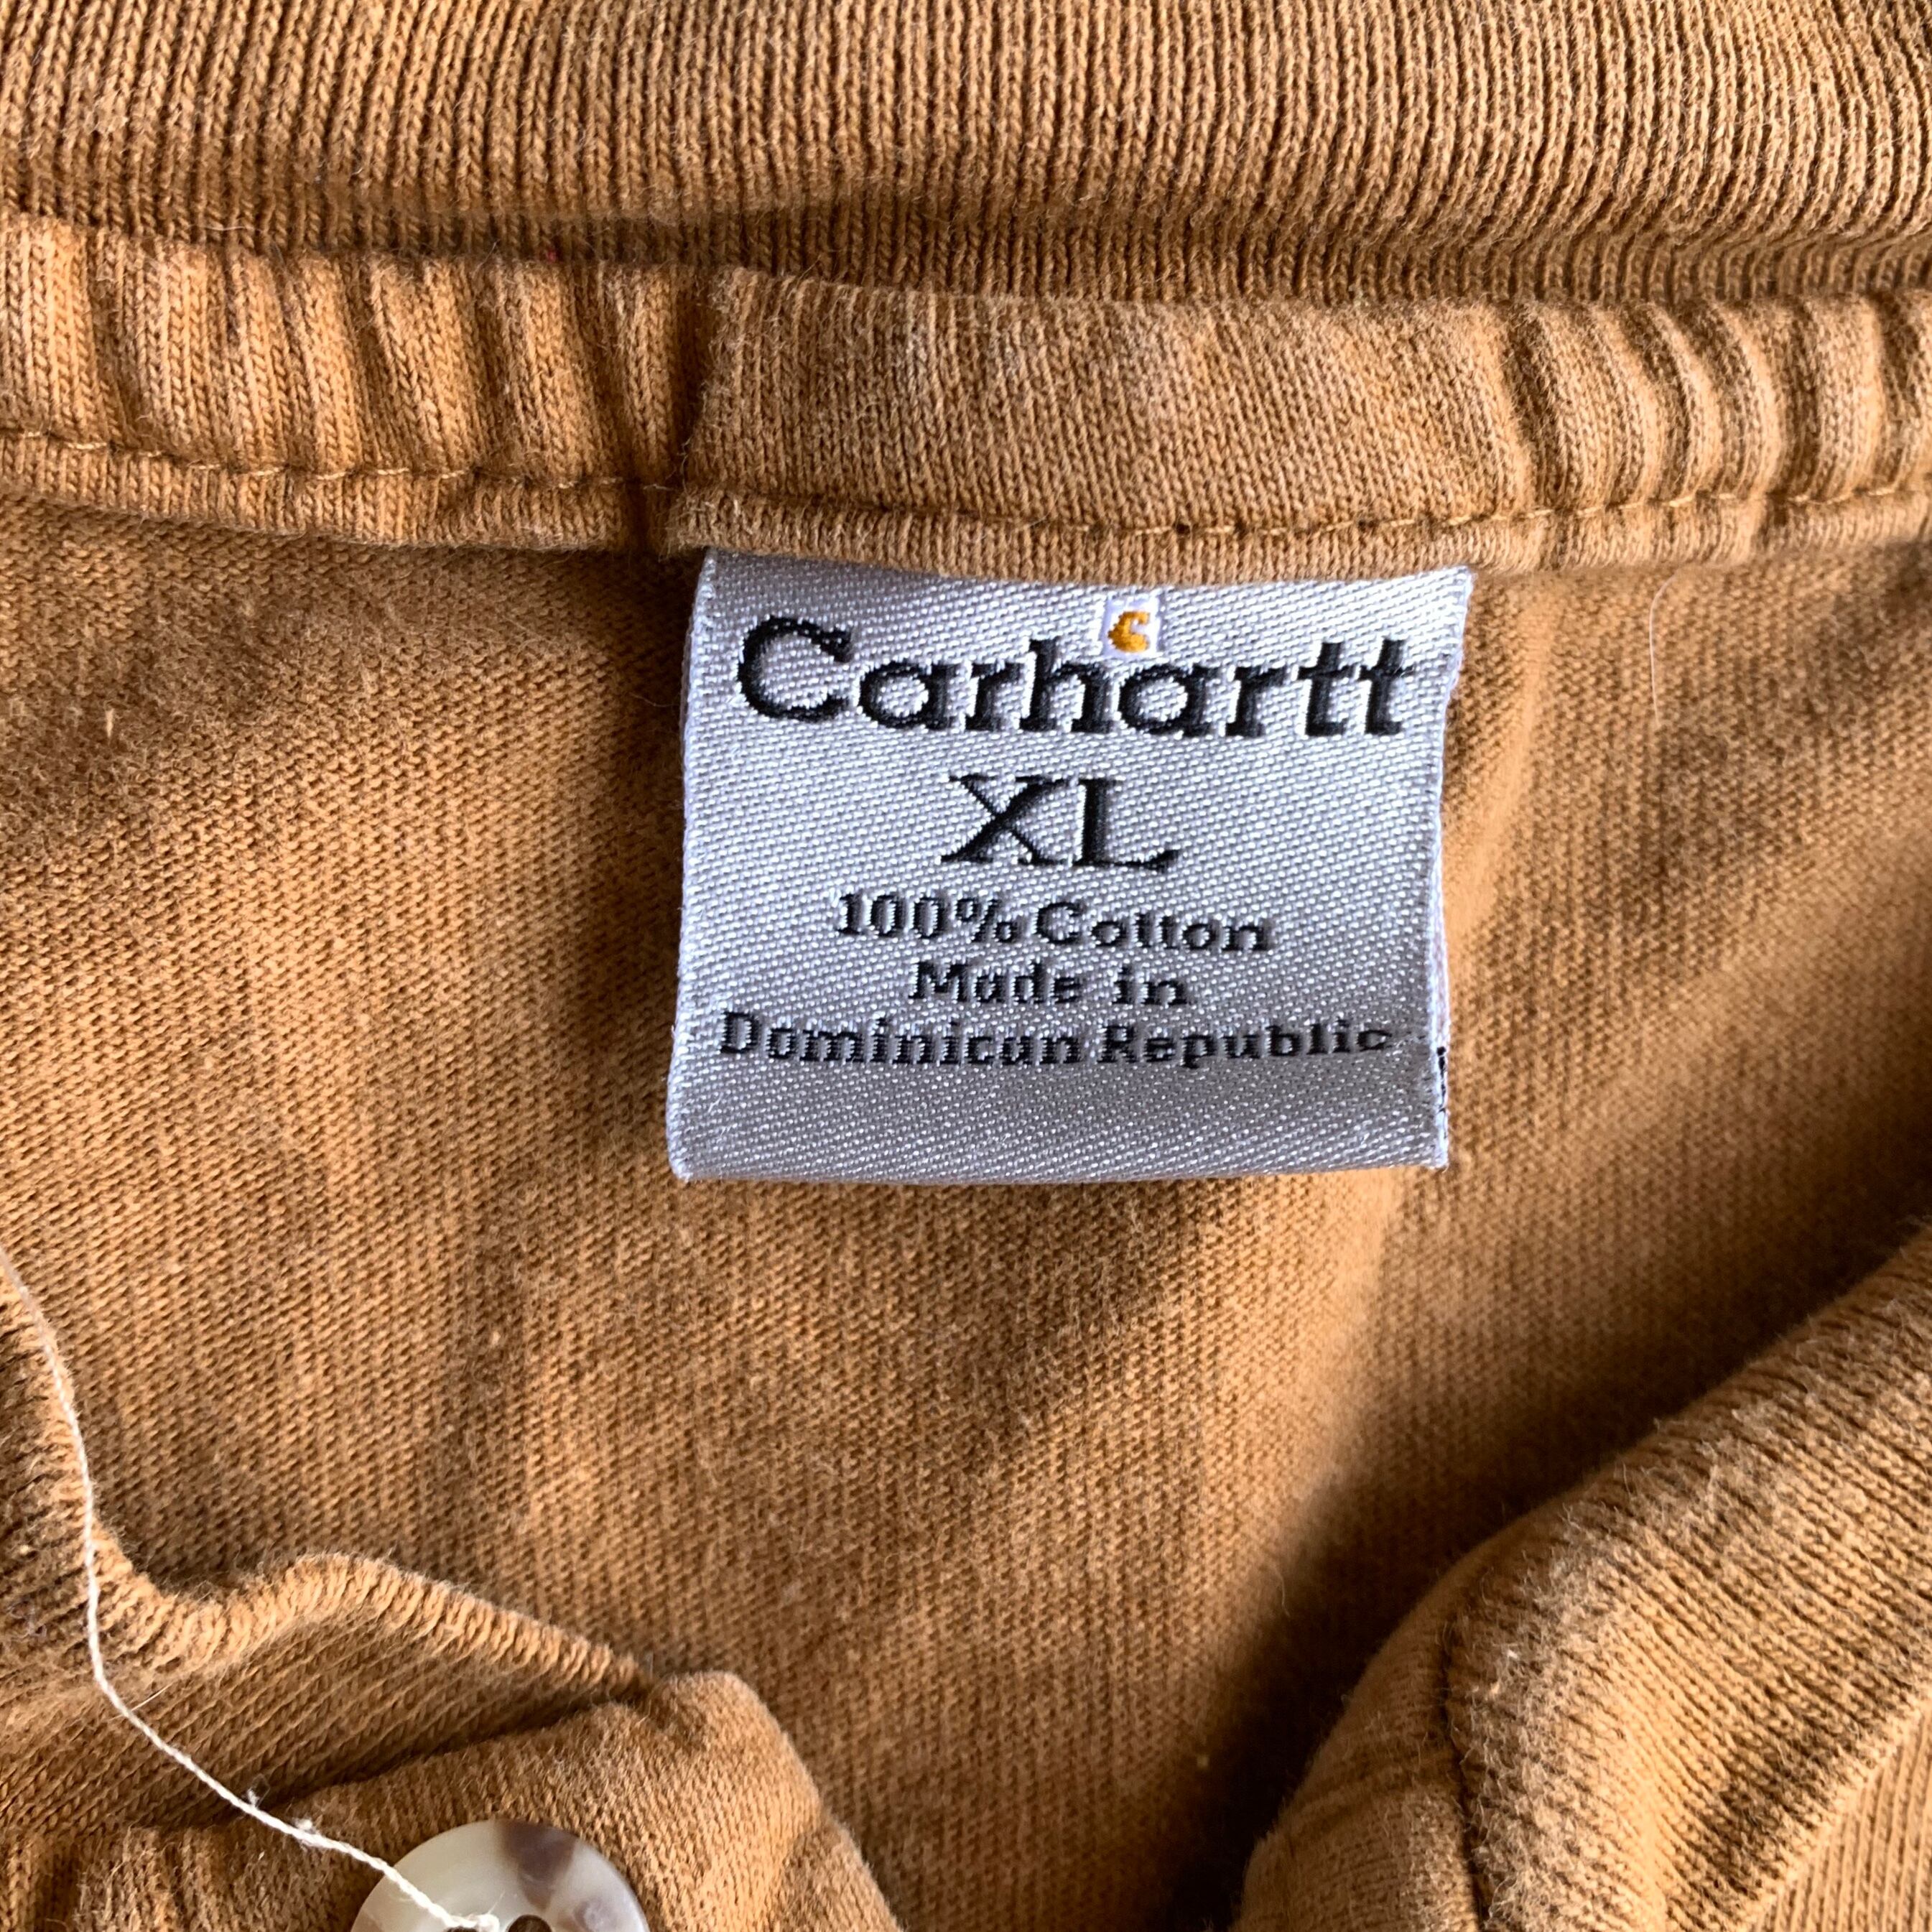 Carhartt
XL
100% Cotton
Made in
Dominican Republic